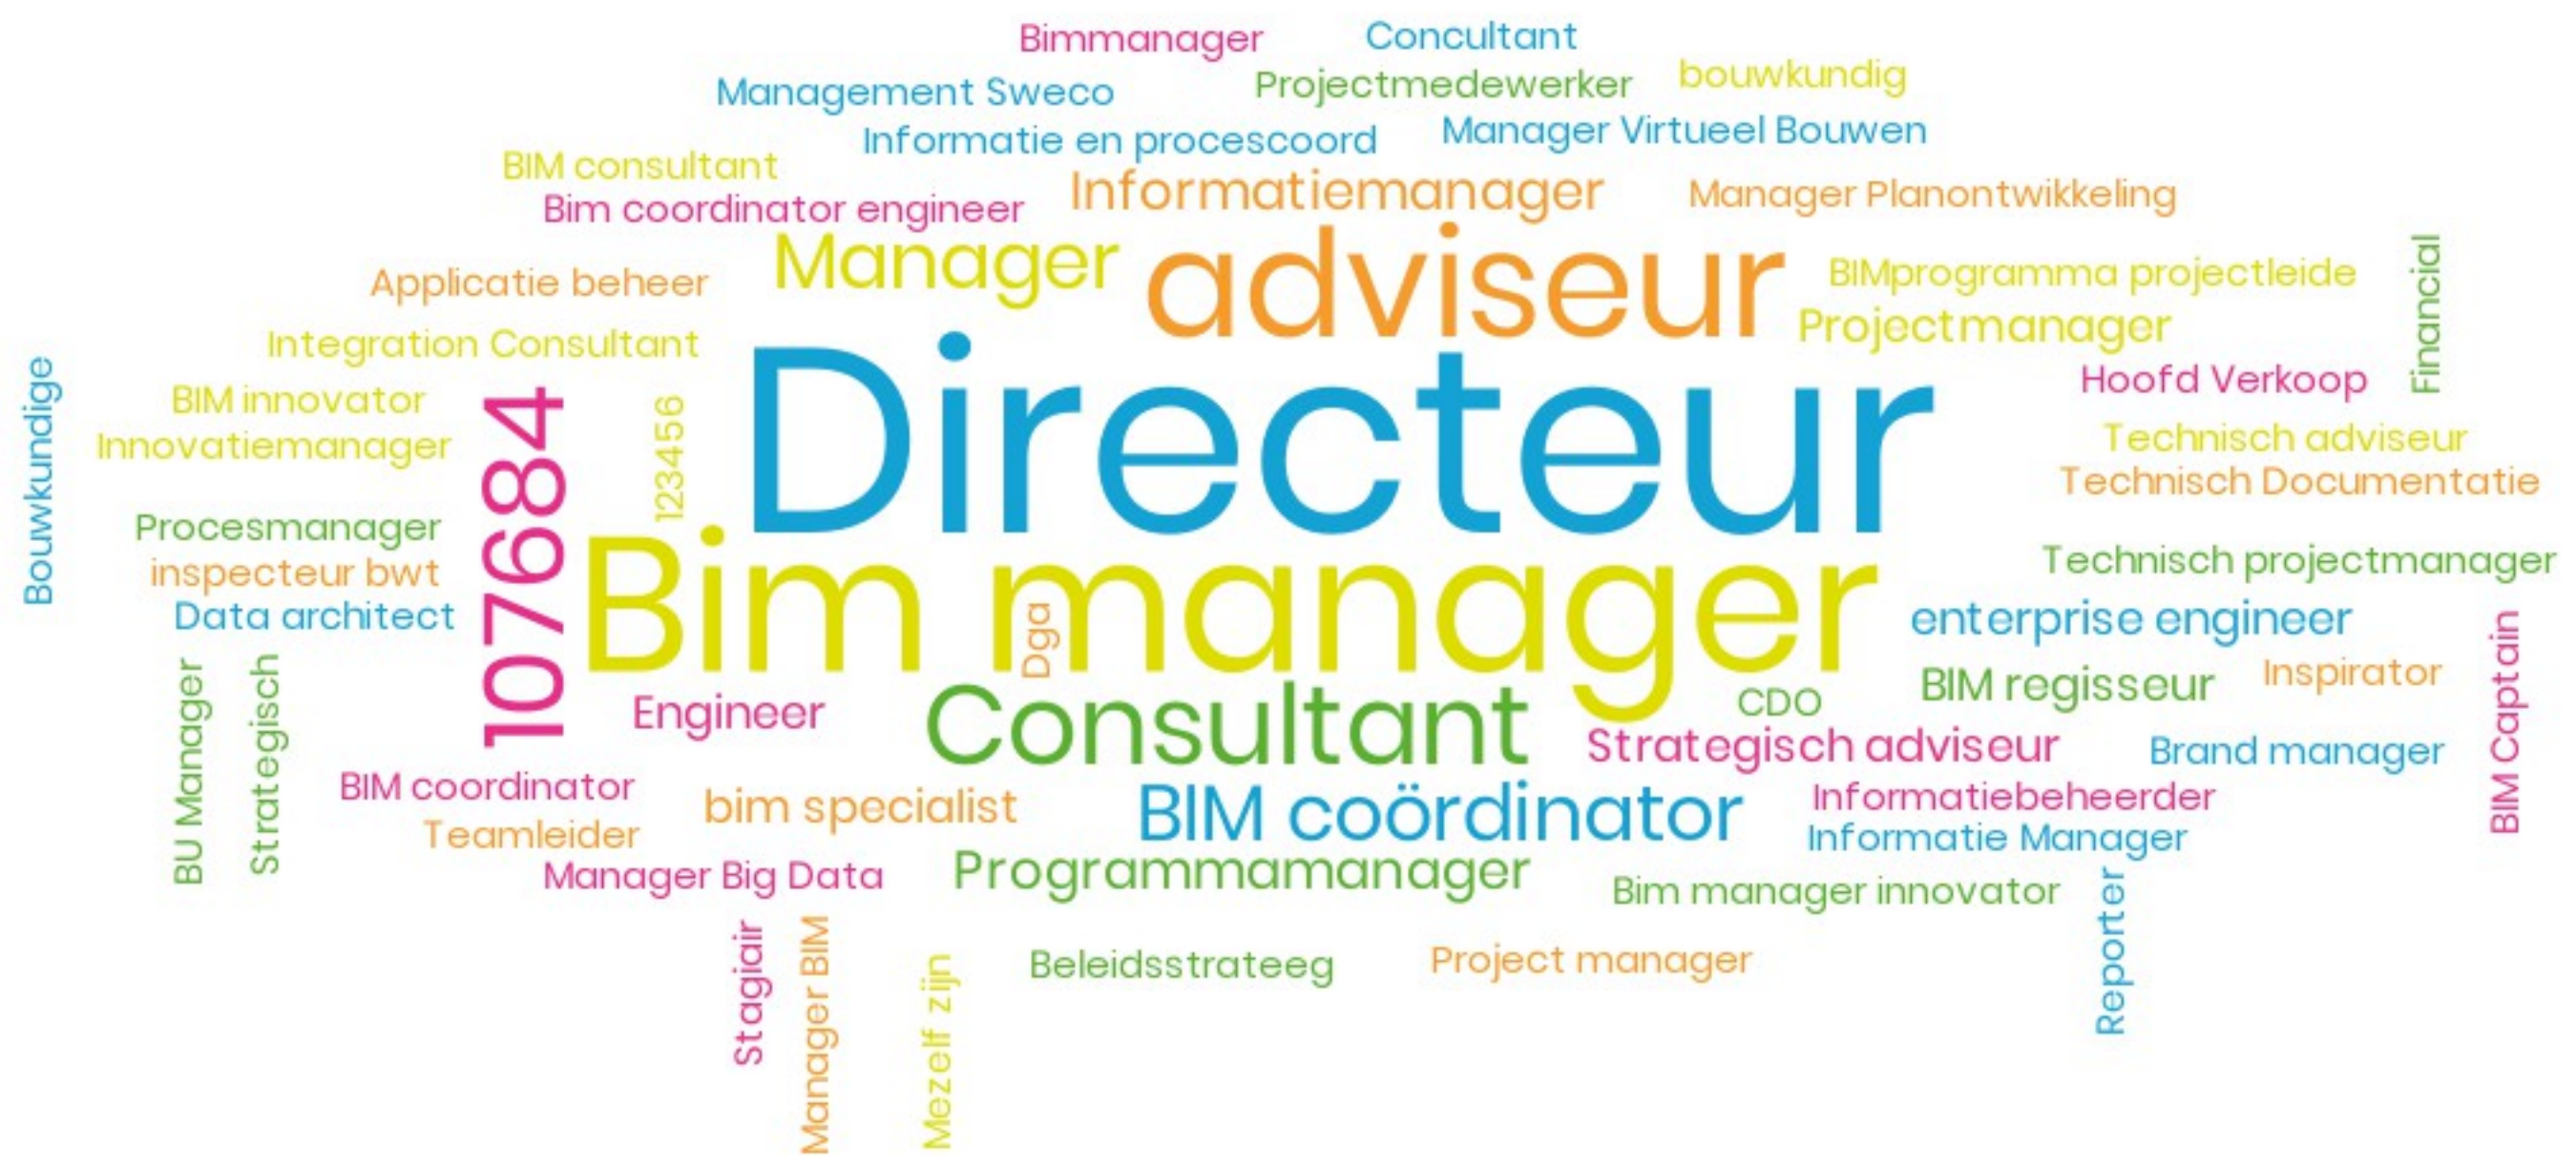 Bimmanager
Concultant
Management Sweco
Projectmedewerker
bouwkundig
Informatie en procescoord
Manager Virtueel Bouwen
BIM consultant
Informatiemanager
Manager Planontwikkeling
Bim coordinator engineer
Manager
adviseur
Applicatie beheer
BIMprogramma projectleide
Financial
Integration Consultant
Projectmanager
Directeur
Hoofd Verkoop
Bouwkundige
BIM innovator
107684
123456
Innovatiemanager
Technisch adviseur
Technisch Documentatie
Procesmanager
Bim manager
Technisch projectmanager
inspecteur bwt
Data architect
Dga
enterprise engineer
BIM Captain
BU Manager
Strategisch
Engineer
Consultant
CDO
BIM regisseur
Inspirator
Strategisch adviseur
Brand manager
BIM coordinator
bim specialist
BIM coördinator
Informatiebeheerder
Teamleider
Informatie Manager
Manager Big Data
Programmamanager
Bim manager innovator
Reporter
Stagiair
Manager BIM
Mezelf zijn
Beleidsstrateeg
Project manager